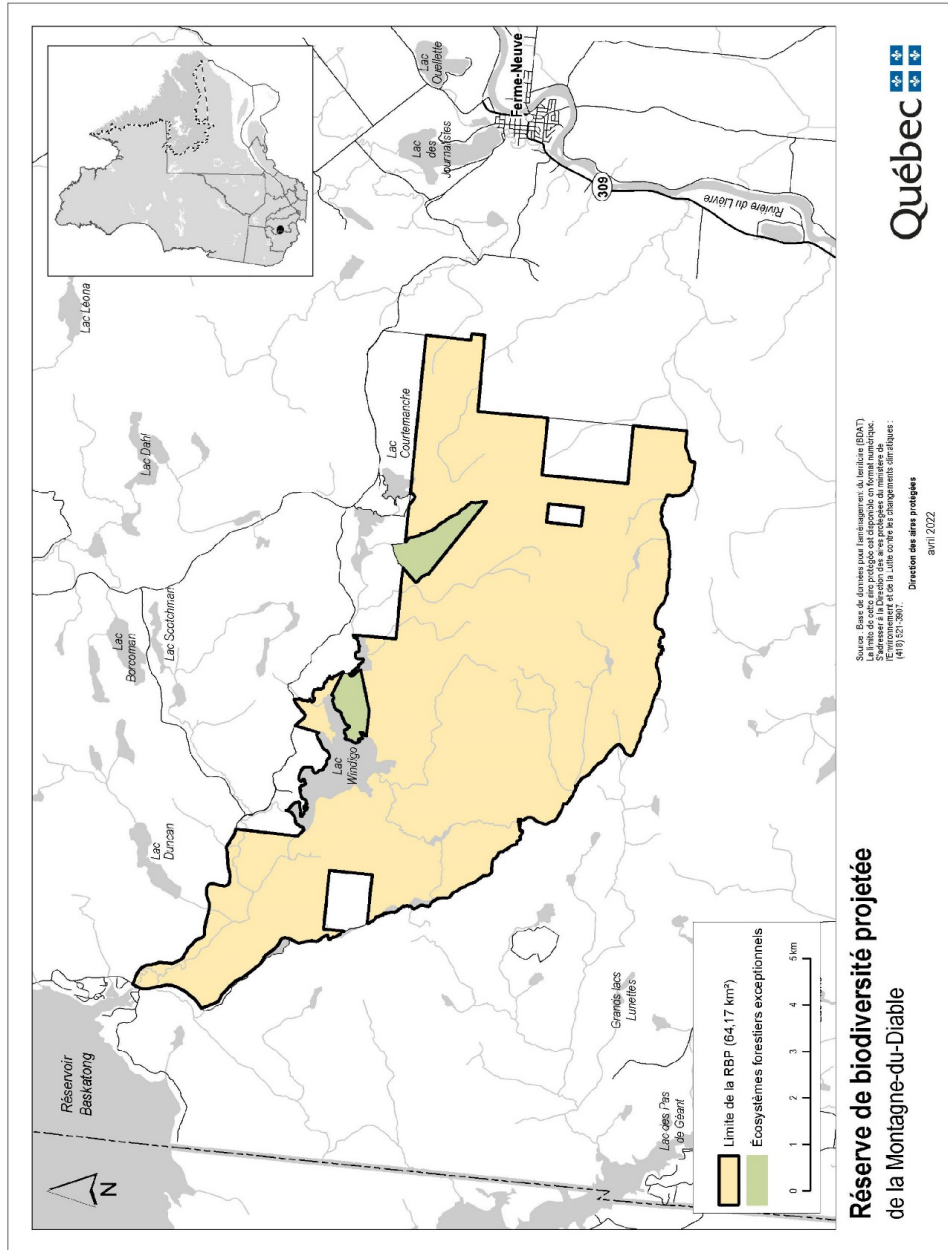 Réservoir
Baskatong
N
Lac
Duncan
Lac
Borcoman
Lac Scotchman
Lac Dahl
Lac Léona
Lac
Windigo
Lac
Courtemanche
Lac
des
Journalistes
Lac
Ouellette
Ferme-Neuve
309
Rivière du Lièvre
Grands lacs
Lunettes
Lac des Pas
de Géant
Limite de la RBP (64,17 km²)
Écosystèmes forestiers exceptionnels
0 1 2 3 4 5 km
Réserve de biodiversité projetée
de la Montagne-du-Diable
Source : Base de données pour l'aménagement du territoire (BDAT)
La limite de cette aire protégée est disponible en format numérique.
S'adresser à la Direction des aires protégées du ministère de
l'Environnement et de la Lutte contre les changements climatiques :
(418) 521-3907.
Direction des aires protégées
avril 2022
Québec